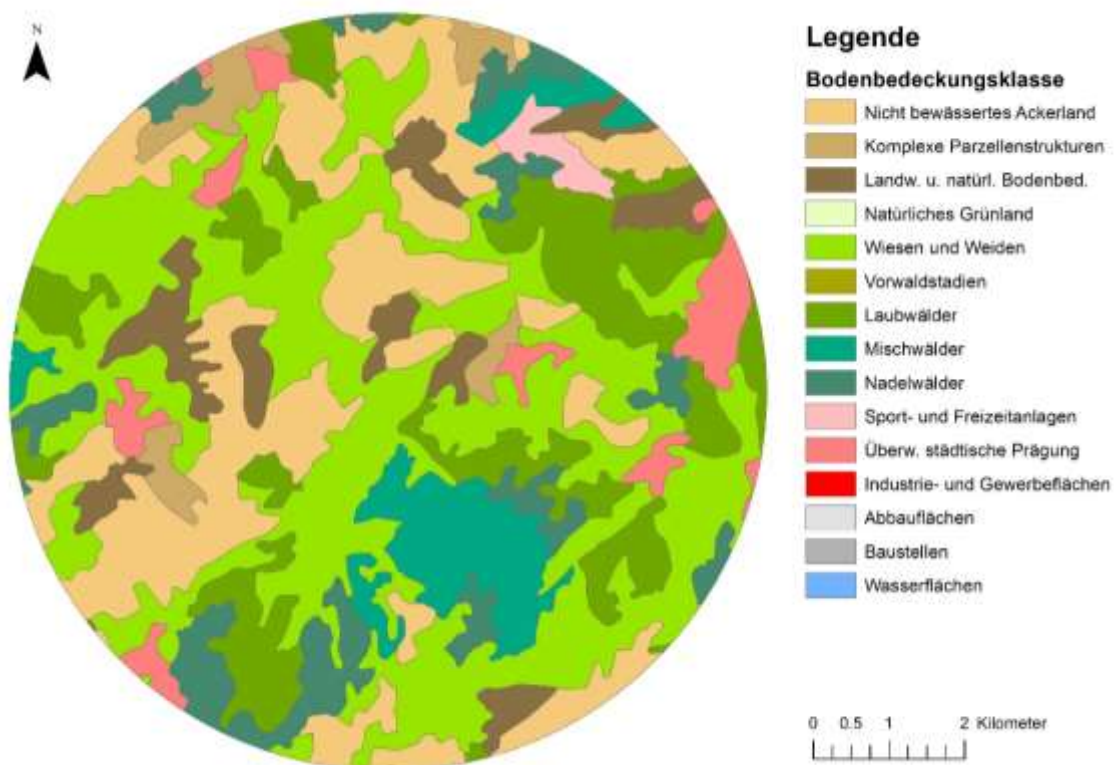 N
Legende
Bodenbedeckungsklasse
Nicht bewässertes Ackerland
Komplexe Parzellenstrukturen
Landw. u. natürl. Bodenbed.
Natürliches Grünland
Wiesen und Weiden
Vorwaldstadien
Laubwälder
Mischwälder
Nadelwälder
Sport- und Freizeitanlagen
Überw. städtische Prägung
Industrie- und Gewerbeflächen
Abbauflächen
Baustellen
Wasserflächen
0 0.5 1 2 Kilometer